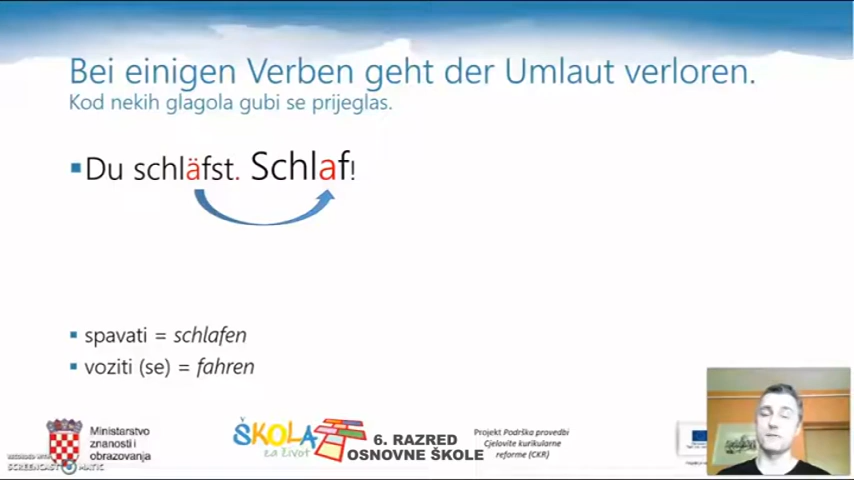 Bei einigen Verben geht der Umlaut verloren.
Kod nekih glagola gubi se prijeglas.
Du schläfst. Schlaf!
spavati = schlafen
voziti (se) = fahren
Ministarstvo
znanosti i
obrazovanja
ŠKOLA
za život
6. RAZRED
OSNOVNE ŠKOLE
Projekt Podrška provedbi
Cjelovite kurikularne
reforme (CKR)
RECORDED WITH
SCREENCAST MATIC